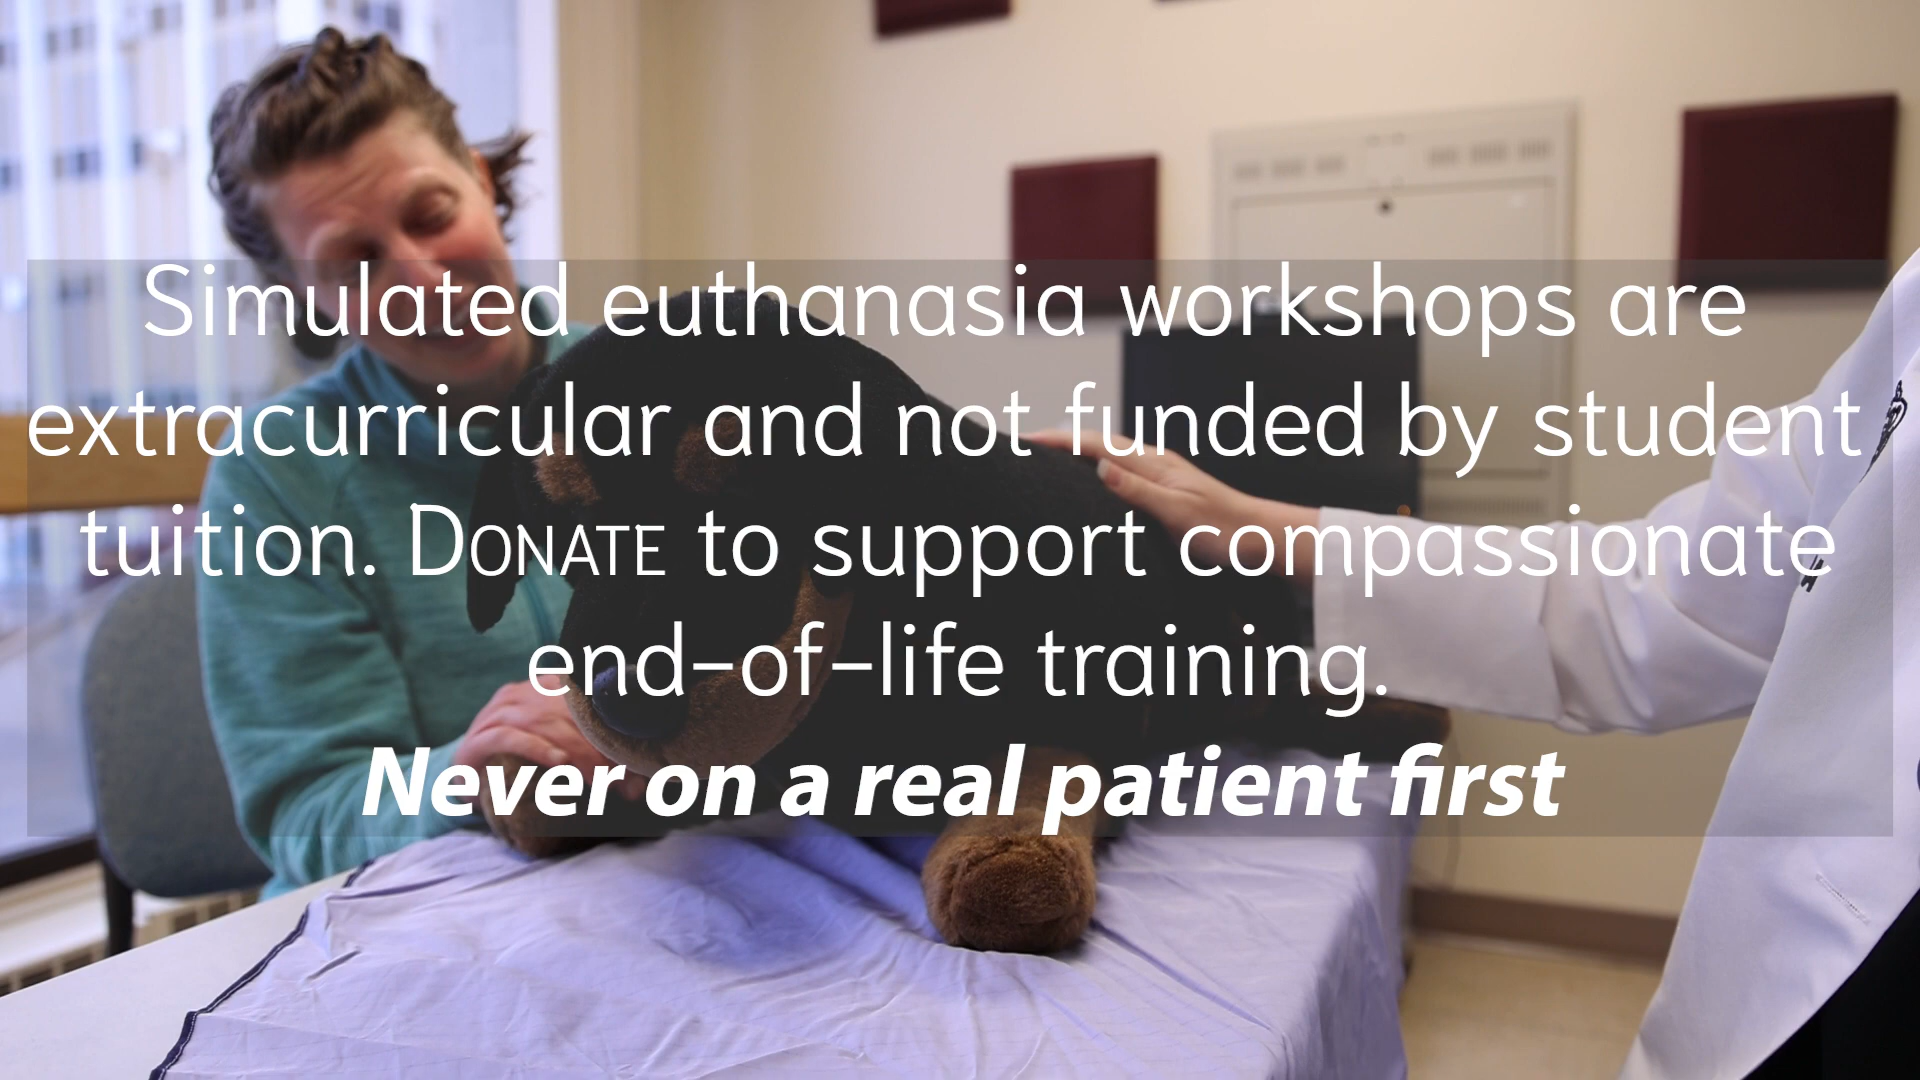 Simulated euthanasia workshops are
extracurricular and not funded by student
tuition. DONATE to support compassionate
end-of-life training.
Never on a real patient first